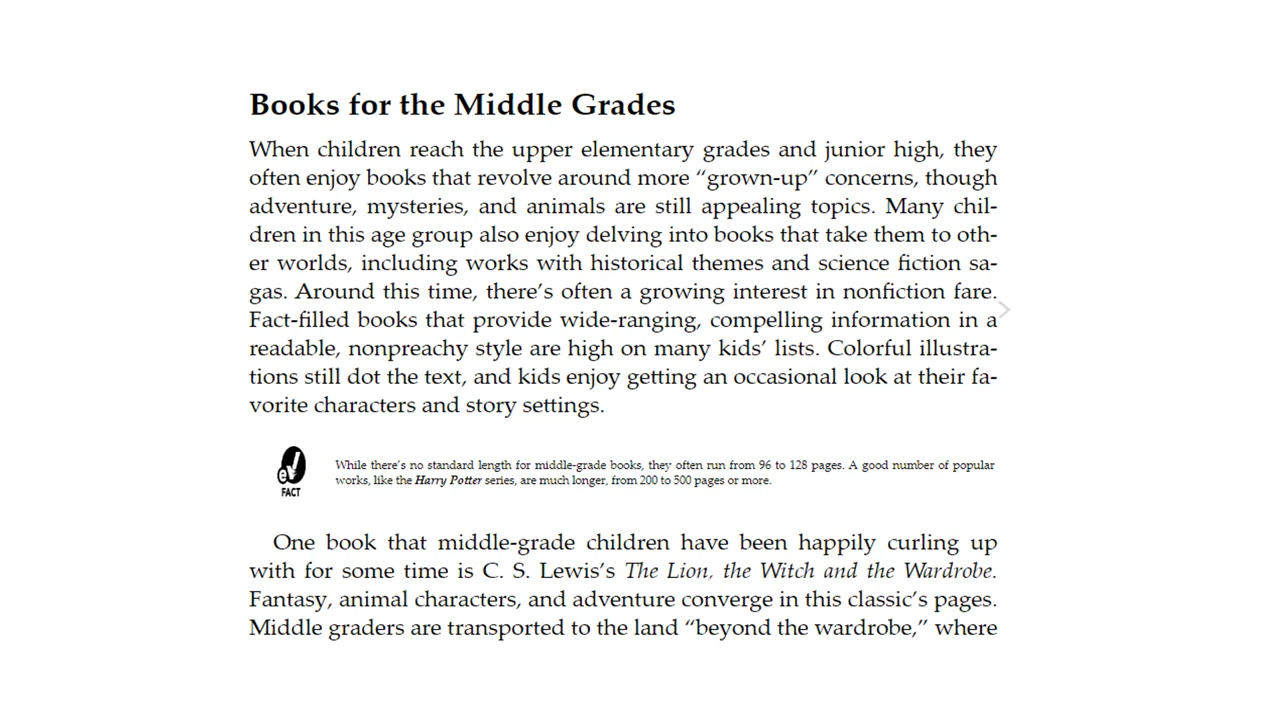 Books for the Middle Grades
When children reach the upper elementary grades and junior high, they
often enjoy books that revolve around more “grown-up” concerns, though
adventure, mysteries, and animals are still appealing topics. Many chil-
dren in this age group also enjoy delving into books that take them to oth-
er worlds, including works with historical themes and science fiction sa-
gas. Around this time, there’s often a growing interest in nonfiction fare.
Fact-filled books that provide wide-ranging, compelling information in a
readable, nonpreachy style are high on many kids’ lists. Colorful illustra-
tions still dot the text, and kids enjoy getting an occasional look at their fa-
vorite characters and story settings.
e
FACT
While there’s no standard length for middle-grade books, they often run from 96 to 128 pages. A good number of popular
works, like the Harry Potter series, are much longer, from 200 to 500 pages or more.
One book that middle-grade children have been happily curling up
with for some time is C. S. Lewis’s The Lion, the Witch and the Wardrobe.
Fantasy, animal characters, and adventure converge in this classic’s pages.
Middle graders are transported to the land “beyond the wardrobe,” where